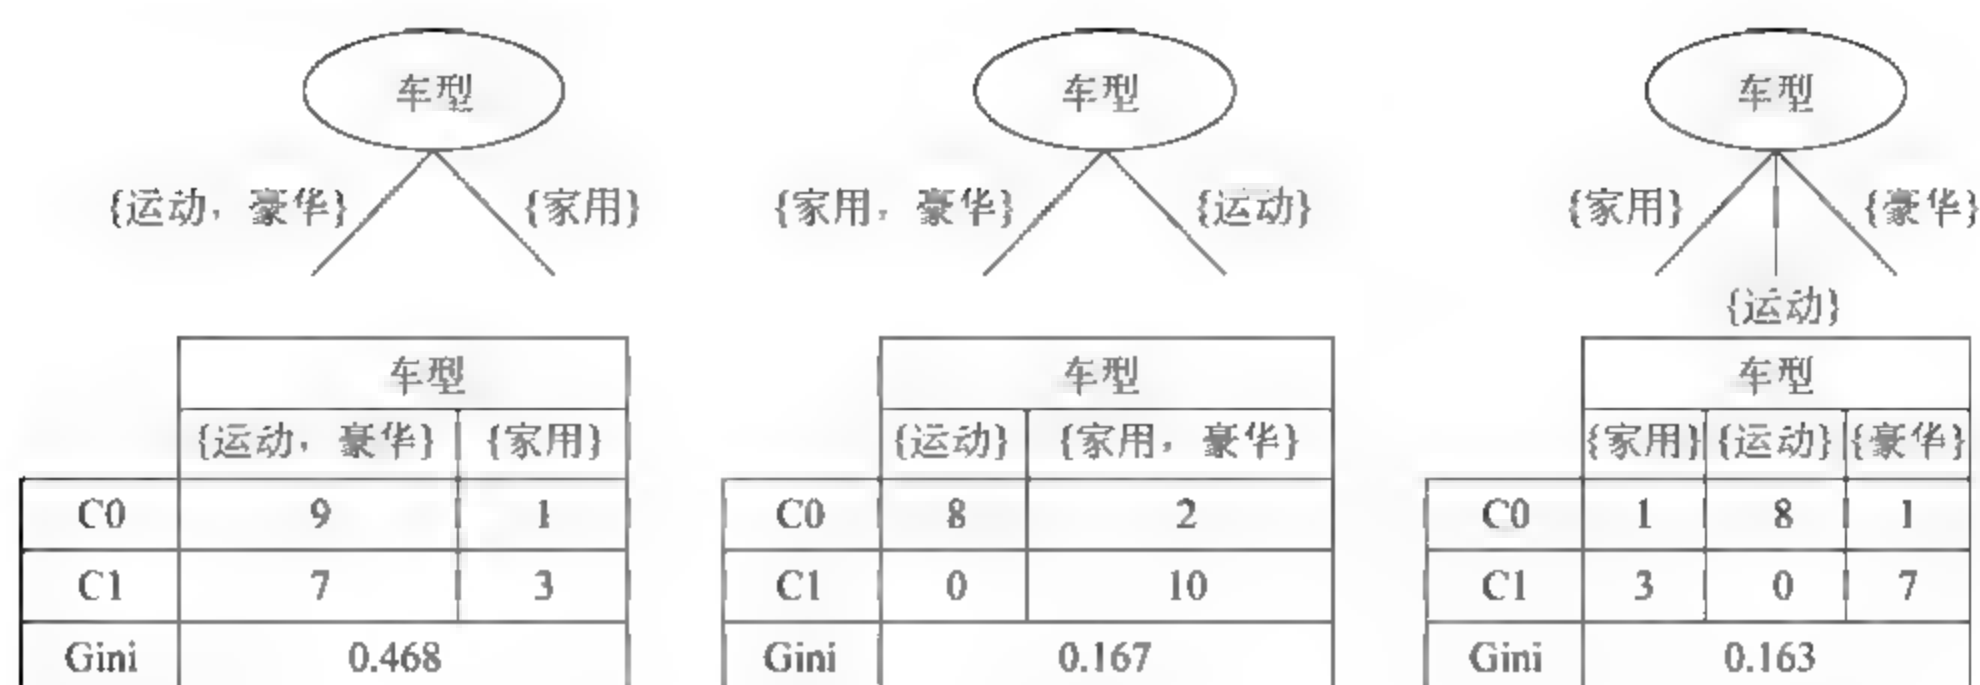 车型 车型 车型
{运动，豪华} {家用} {家用，豪华} {运动} {家用} {豪华}
{运动}
车型 车型 车型
{运动，豪华} {家用} {运动} {家用，豪华} {家用} {运动} {豪华}
C0 9 1 C0 8 2 C0 1 8 1
C1 7 3 C1 0 10 C1 3 0 7
Gini 0.468 Gini 0.167 Gini 0.163